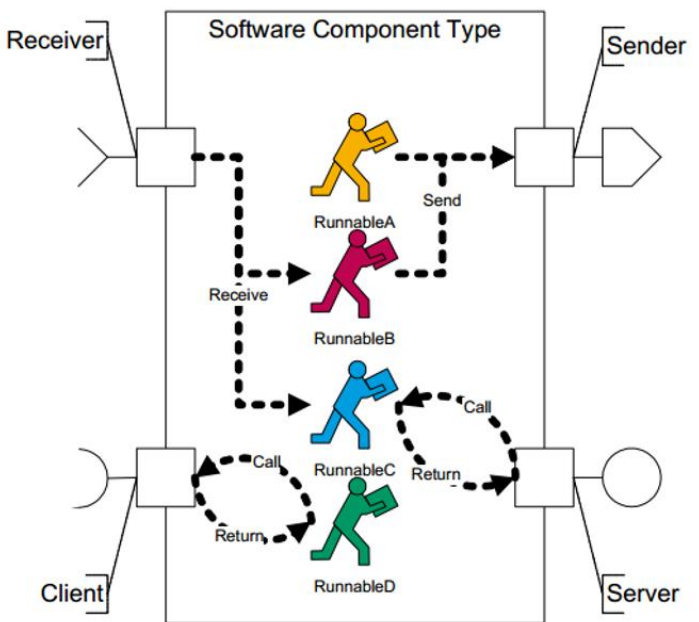 Software Component Type
Receiver
Sender
RunnableA
Send
Receive
RunnableB
Call
RunnableC
Return
Call
Return
RunnableD
Client
Server